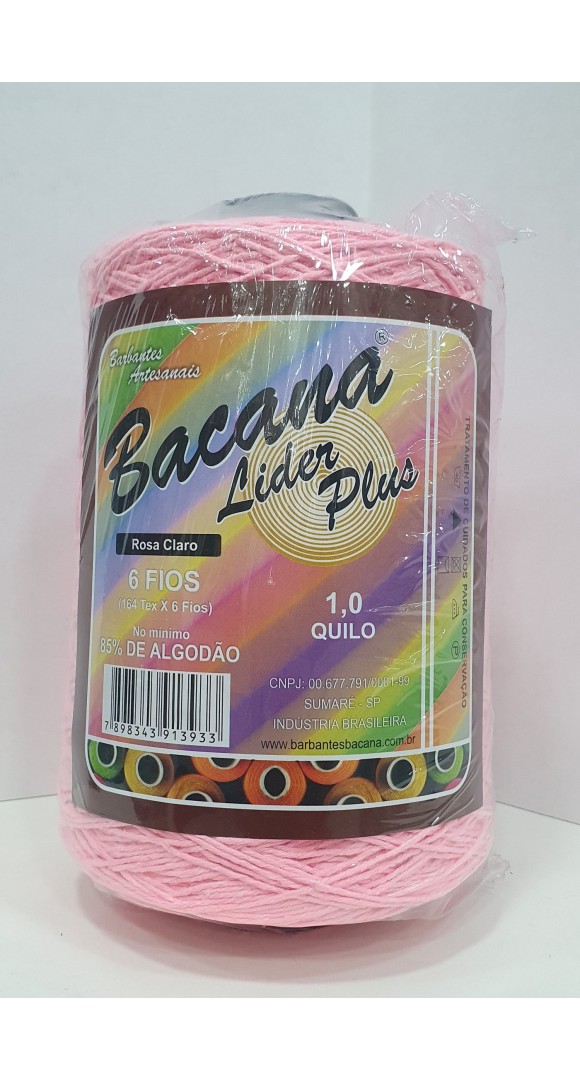 Barbantes
Artesanais
Bacana®
Lider
Plus
Rosa Claro
6 FIOS
(164 Tex X 6 Fios)
No mínimo
85% DE ALGODÃO
1,0
QUILO
7 898343 913933
CNPJ: 00.677.791/0001-99
SUMARÉ - SP
INDÚSTRIA BRASILEIRA
www.barbantesbacana.com.br
TRATAMENTO DE CUIDADOS PARA CONSERVAÇÃO